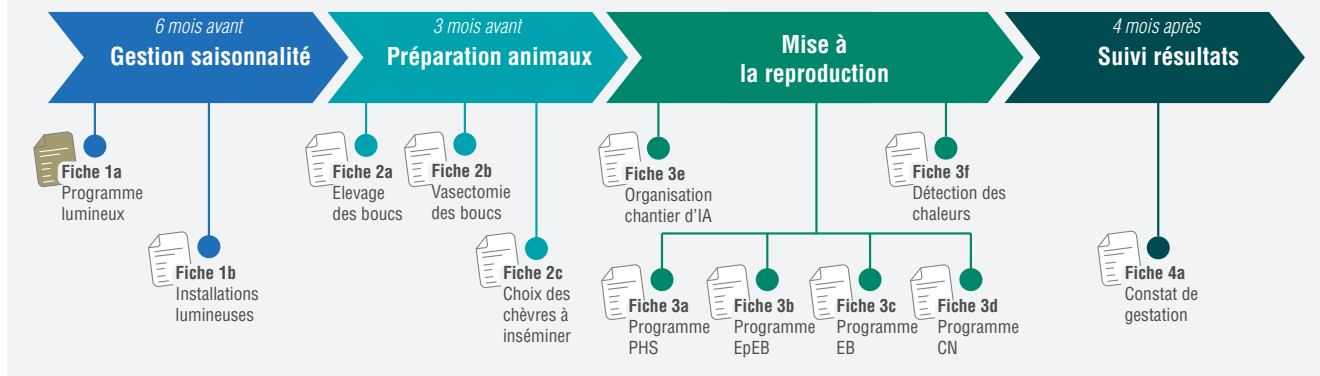 6 mois avant
Gestion saisonnalité
3 mois avant
Préparation animaux
Mise à
la reproduction
4 mois après
Suivi résultats
Fiche 1a
Programme
lumineux
Fiche 1b
Installations
lumineuses
Fiche 2a
Elevage
des boucs
Fiche 2b
Vasectomie
des boucs
Fiche 2c
Choix des
chèvres à
inséminer
Fiche 3e
Organisation
chantier d'IA
Fiche 3f
Détection des
chaleurs
Fiche 3a
Programme
PHS
Fiche 3b
Programme
EpEB
Fiche 3c
Programme
EB
Fiche 3d
Programme
CN
Fiche 4a
Constat de
gestation